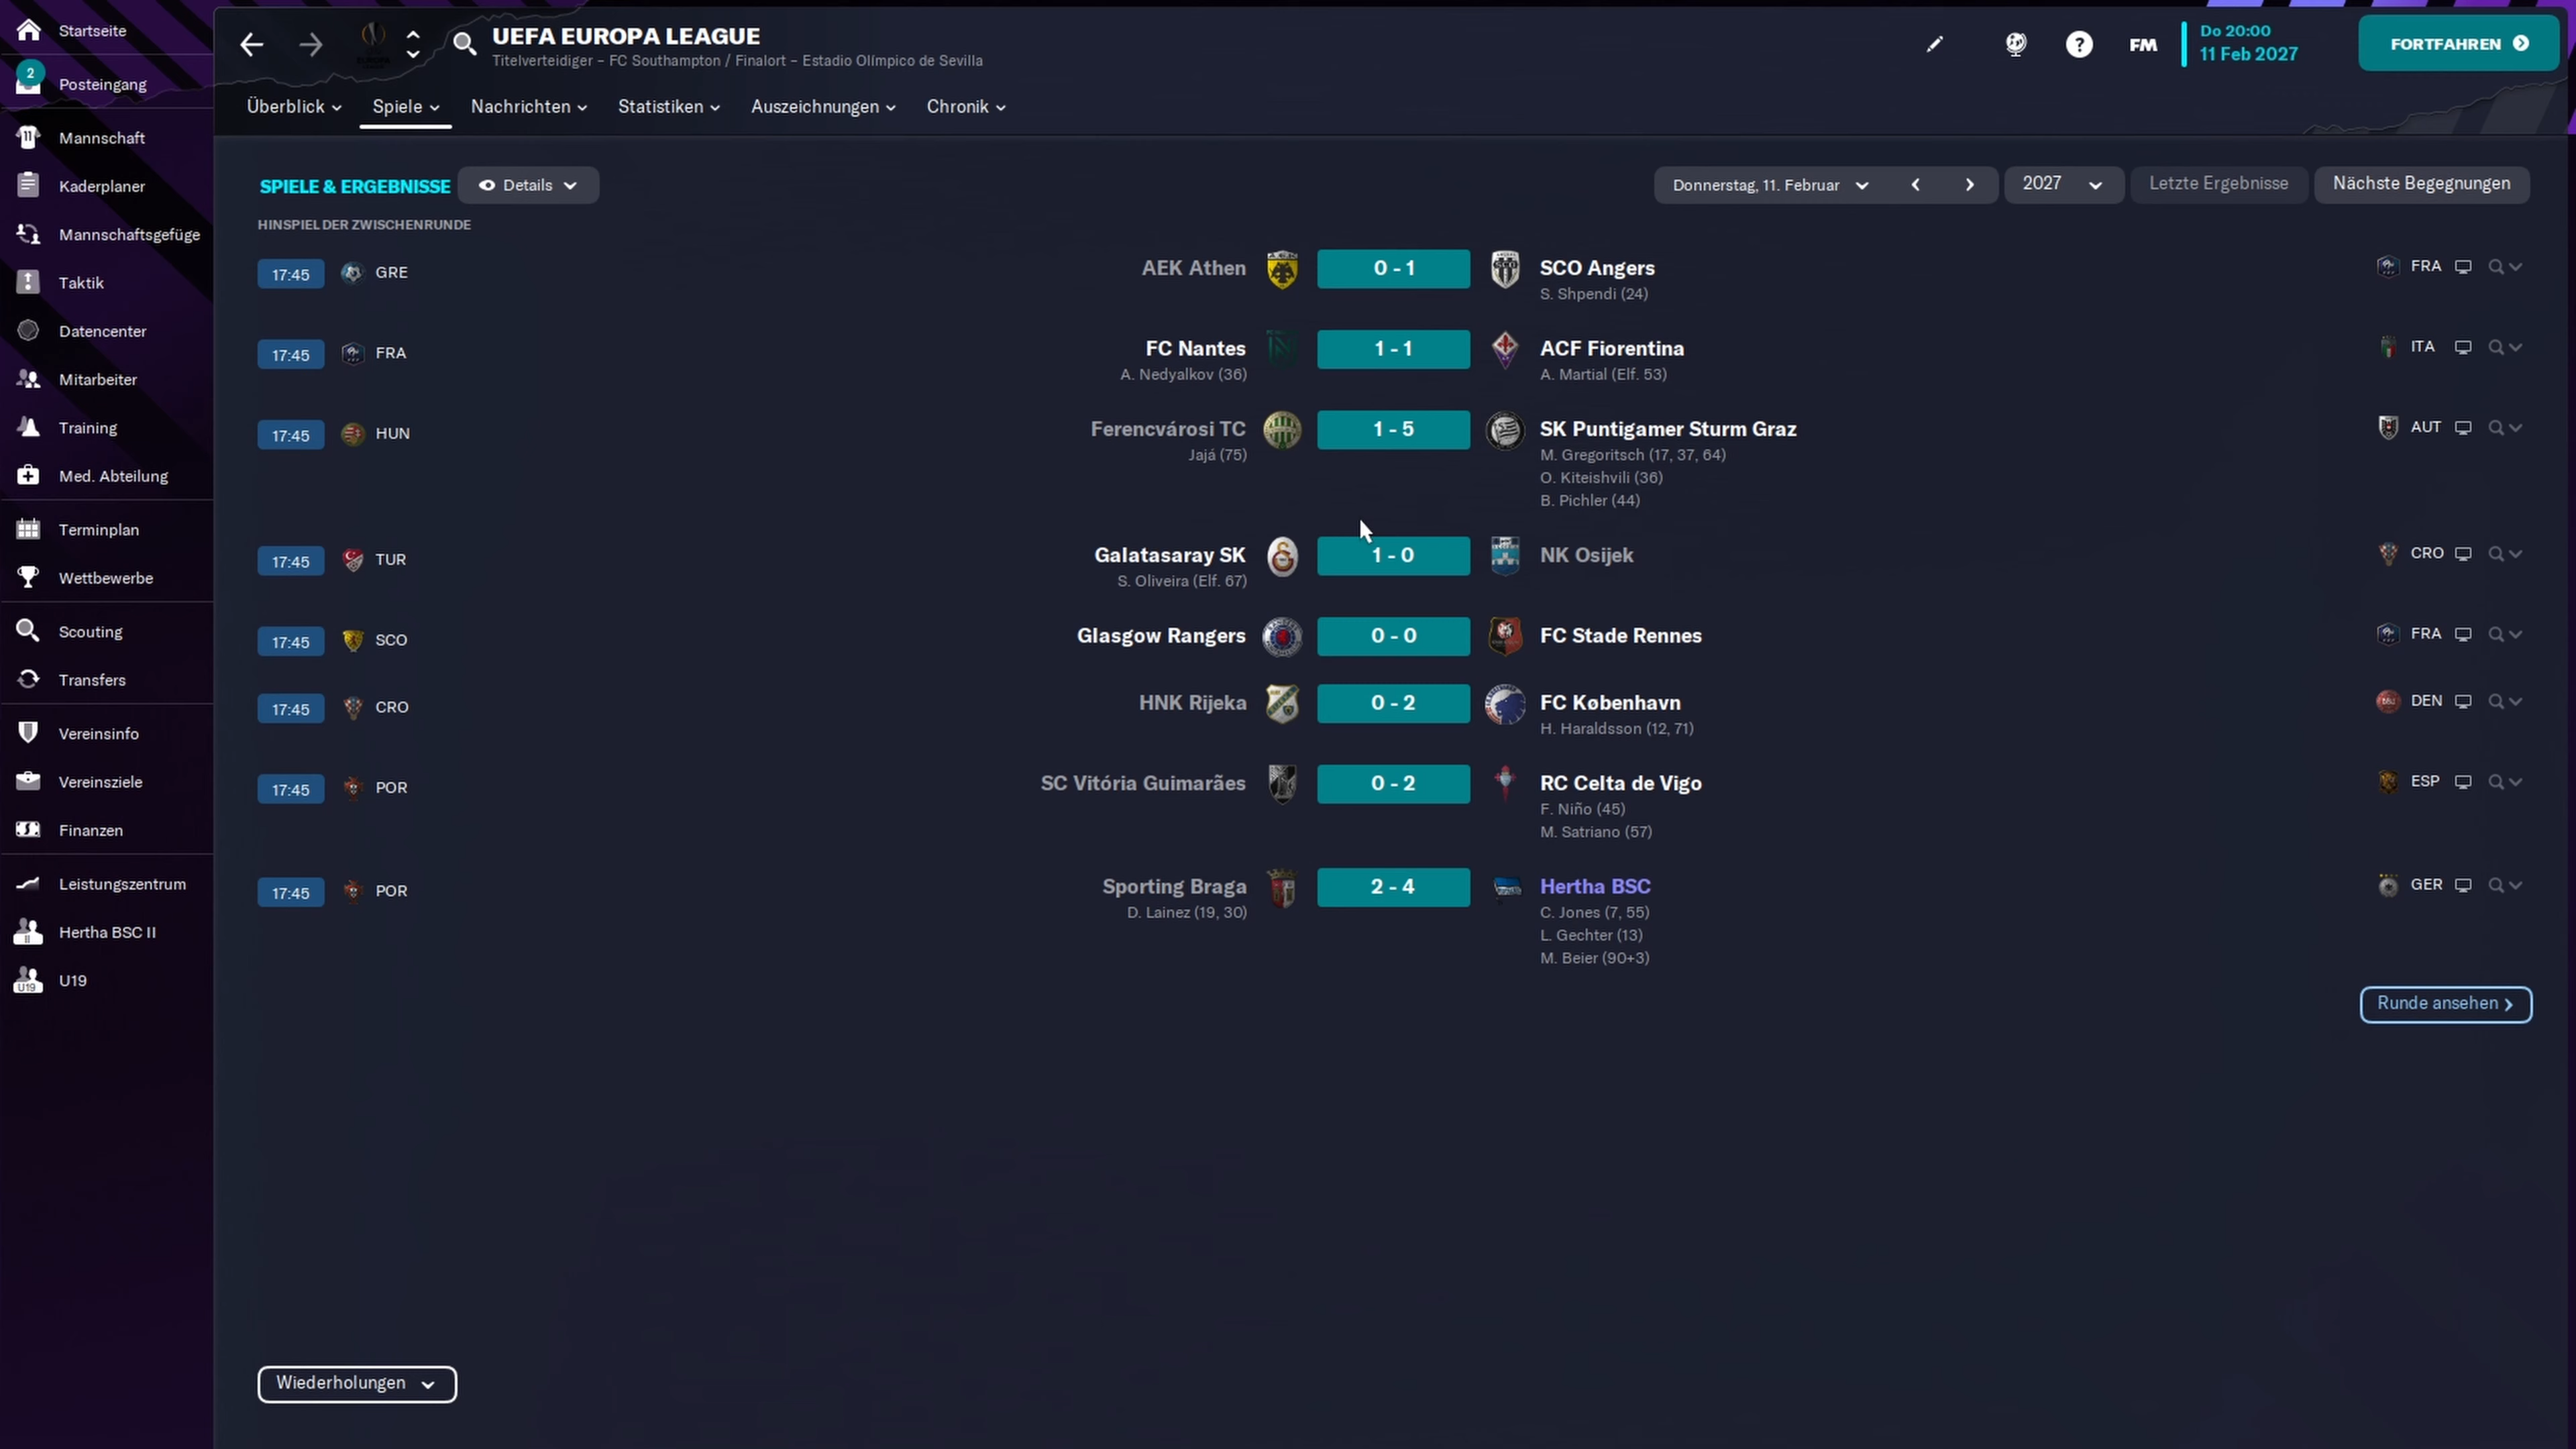 Startseite
2
Posteingang
Mannschaft
Kaderplaner
Mannschaftsgefüge
Taktik
Datencenter
Mitarbeiter
Training
Med. Abteilung
Terminplan
Wettbewerbe
Scouting
Transfers
Vereinsinfo
Vereinsziele
Finanzen
Leistungszentrum
Hertha BSC II
U19
UEFA EUROPA LEAGUE
Titelverteidiger – FC Southampton / Finalort – Estadio Olímpico de Sevilla
FM
Do 20:00
11 Feb 2027
FORTFAHREN
Überblick Spiele Nachrichten Statistiken Auszeichnungen Chronik
SPIELE & ERGEBNISSE Details Donnerstag, 11. Februar 2027 Letzte Ergebnisse Nächste Begegnungen
HINSPIEL DER ZWISCHENRUNDE
17:45 GRE AEK Athen 0 - 1 SCO Angers FRA
S. Shpendi (24)
17:45 FRA FC Nantes 1 - 1 ACF Fiorentina ITA
A. Nedyalkov (36) A. Martial (Elf. 53)
17:45 HUN Ferencvárosi TC 1 - 5 SK Puntigamer Sturm Graz AUT
Jajá (75) M. Gregoritsch (17, 37, 64)
O. Kiteishvili (36)
B. Pichler (44)
17:45 TUR Galatasaray SK 1 - 0 NK Osijek CRO
S. Oliveira (Elf. 67)
17:45 SCO Glasgow Rangers 0 - 0 FC Stade Rennes FRA
17:45 CRO HNK Rijeka 0 - 2 FC København DEN
H. Haraldsson (12, 71)
17:45 POR SC Vitória Guimarães 0 - 2 RC Celta de Vigo ESP
F. Niño (45)
M. Satriano (57)
17:45 POR Sporting Braga 2 - 4 Hertha BSC GER
D. Lainez (19, 30) C. Jones (7, 55)
L. Gechter (13)
M. Beier (90+3)
Runde ansehen
Wiederholungen